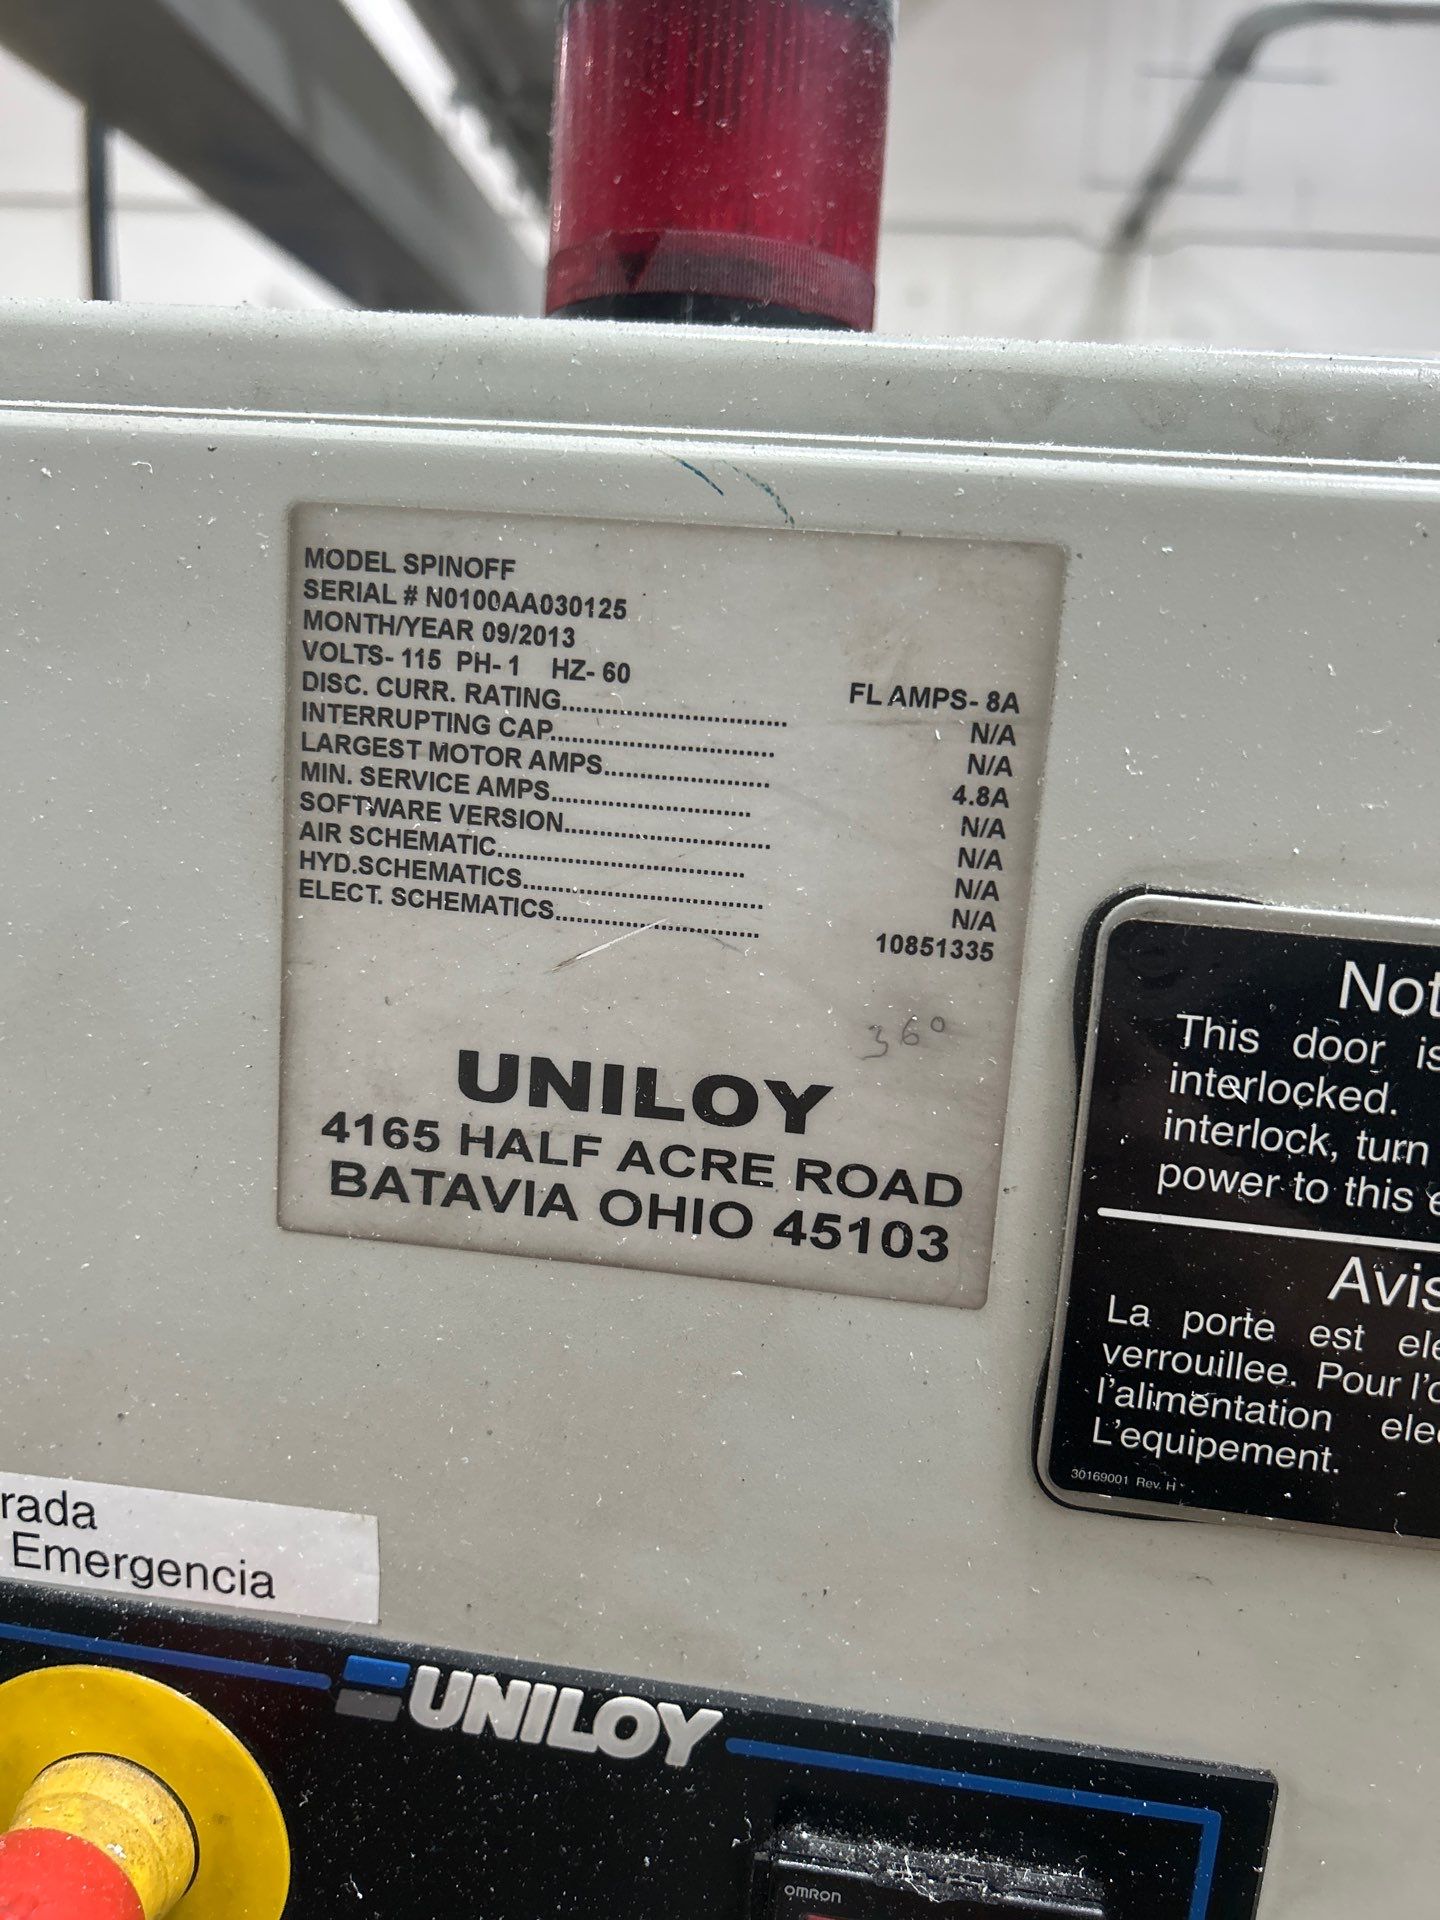 MODEL SPINOFF
SERIAL # N0100AA030125
MONTH/YEAR 09/2013
VOLTS- 115 PH- 1 HZ- 60 FL AMPS- 8A
DISC. CURR. RATING.............................. N/A
INTERRUPTING CAP.............................. N/A
LARGEST MOTOR AMPS...................... 4.8A
MIN. SERVICE AMPS.......................... N/A
SOFTWARE VERSION........................... N/A
AIR SCHEMATIC................................ N/A
HYD.SCHEMATICS............................... N/A
ELECT. SCHEMATICS.......................... 10851335
36°
UNILOY
4165 HALF ACRE ROAD
BATAVIA OHIO 45103
Not
This door is
interlocked.
interlock, turn
power to this e
Avis
La porte est ele
verrouillee. Pour l'o
l'alimentation elec
L'equipement.
30169001 Rev. H
rada
Emergencia
UNILOY
OMRON